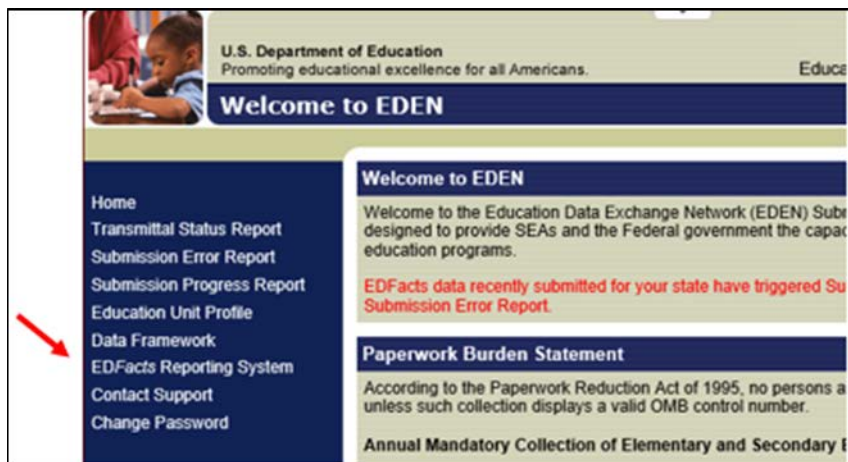 U.S. Department of Education
Promoting educational excellence for all Americans.
Welcome to EDEN
Home
Transmittal Status Report
Submission Error Report
Submission Progress Report
Education Unit Profile
Data Framework
EDFacts Reporting System
Contact Support
Change Password
Welcome to EDEN
Welcome to the Education Data Exchange Network (EDEN)
designed to provide SEAs and the Federal government the
education programs.
EDFacts data recently submitted for your state have triggered
Submission Error Report.
Paperwork Burden Statement
According to the Paperwork Reduction Act of 1995, no persons
unless such collection displays a valid OMB control number.
Annual Mandatory Collection of Elementary and Secondary